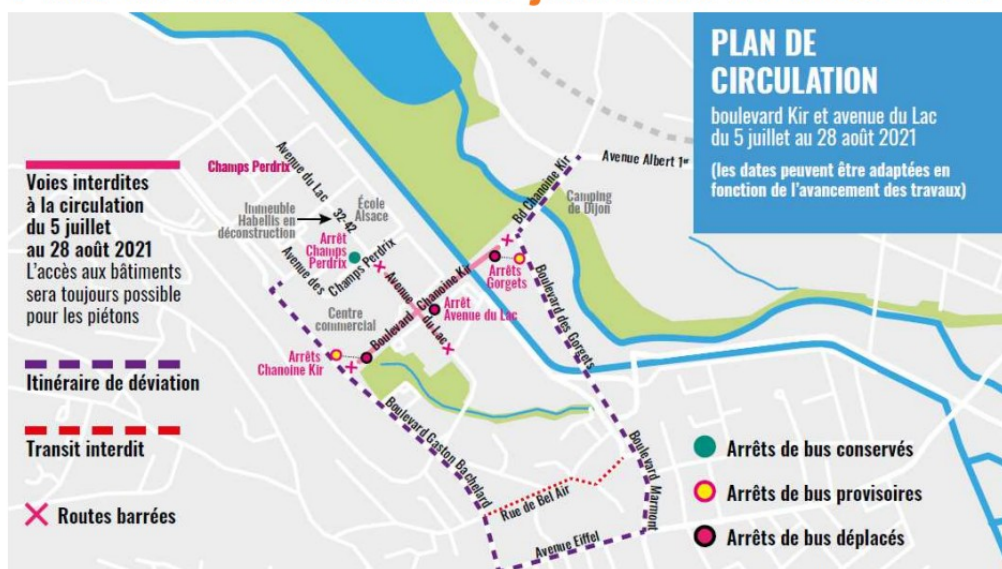 PLAN DE
CIRCULATION
boulevard Kir et avenue du Lac
du 5 juillet au 28 août 2021
(les dates peuvent être adaptées en
fonction de l'avancement des travaux)
Voies interdites
à la circulation
du 5 juillet
au 28 août 2021
L'accès aux bâtiments
sera toujours possible
pour les piétons
Itinéraire de déviation
Transit interdit
Routes barrées
Champs Perdrix
Avenue du Lac
Immeuble
Habellis en
déconstruction
32-42
École
Alsace
Arrêt
Champs
Perdrix
Avenue des
Champs Perdrix
Avenue
du Lac
Centre
commercial
Boulevard Chanoine Kir
Arrêt
Avenue du Lac
Arrêts
Chanoine Kir
Arrêts
Gorgets
Bd Chanoine Kir
Avenue Albert 1er
Camping
de Dijon
Boulevard des Gorgets
Boulevard Gaston Bachelard
Boulevard Marmont
Rue de Bel Air
Avenue Eiffel
Arrêts de bus conservés
Arrêts de bus provisoires
Arrêts de bus déplacés